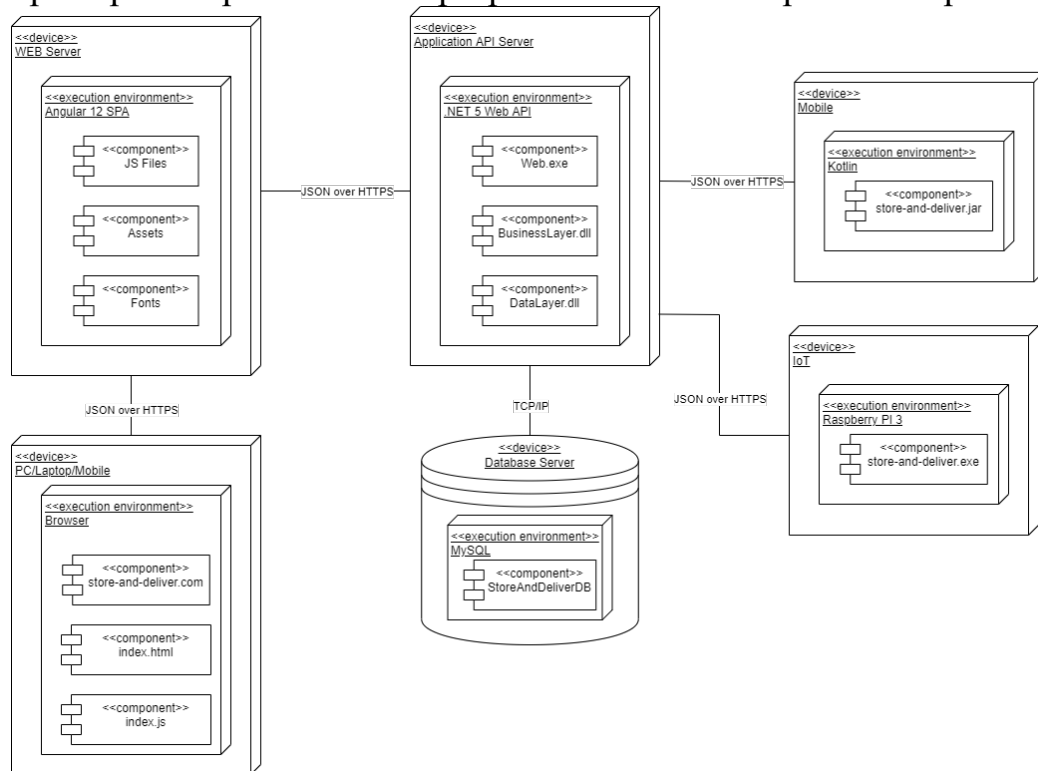 <<device>>
WEB Server
<<execution environment>>
Angular 12 SPA
<<component>>
JS Files
<<component>>
Assets
<<component>>
Fonts
JSON over HTTPS
<<device>>
Application API Server
<<execution environment>>
.NET 5 Web API
<<component>>
Web.exe
<<component>>
BusinessLayer.dll
<<component>>
DataLayer.dll
JSON over HTTPS
<<device>>
Mobile
<<execution environment>>
Kotlin
<<component>>
store-and-deliver.jar
JSON over HTTPS
<<device>>
IoT
<<execution environment>>
Raspberry PI 3
<<component>>
store-and-deliver.exe
JSON over HTTPS
<<device>>
PC/Laptop/Mobile
<<execution environment>>
Browser
<<component>>
store-and-deliver.com
<<component>>
index.html
<<component>>
index.js
TCP/IP
<<device>>
Database Server
<<execution environment>>
MySQL
<<component>>
StoreAndDeliverDB